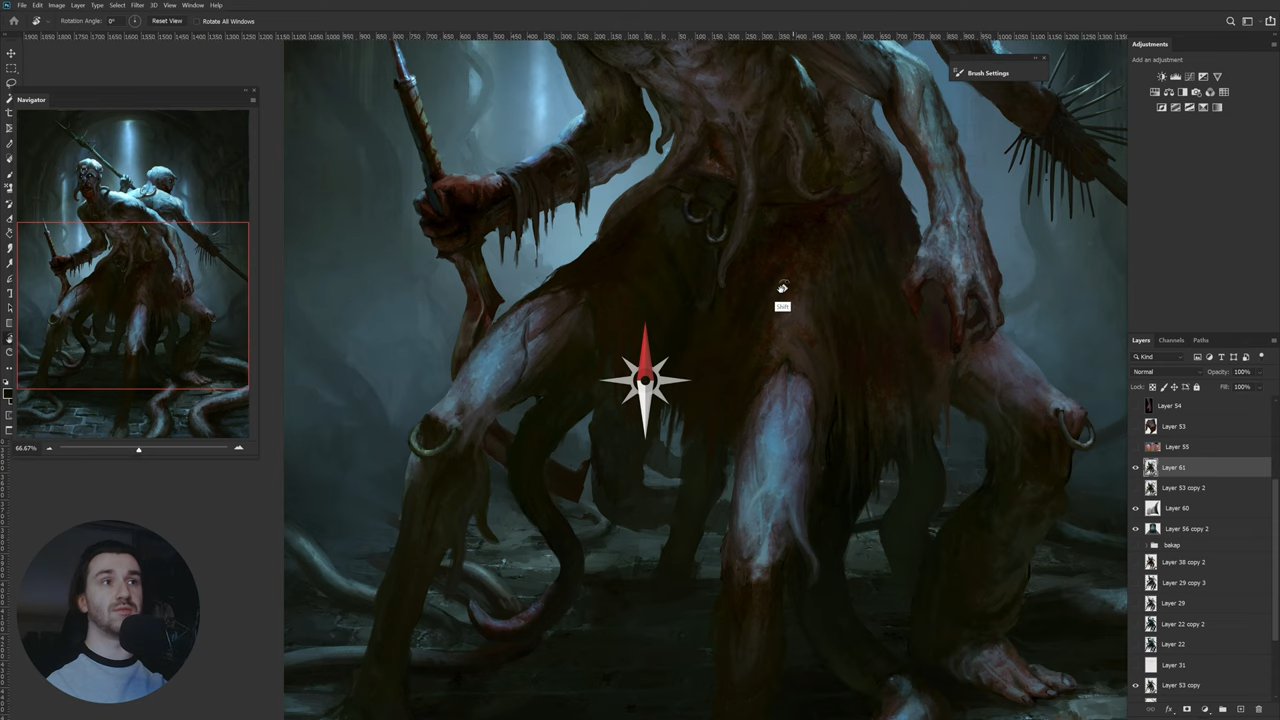 File Edit Image Layer Type Select Filter 3D View Window Help
Rotation Angle: 0° Reset View Rotate All Windows
Adjustments
Add an adjustment
Brush Settings
Navigator
66.67%
Shift
Layers Channels Paths
Kind
Normal Opacity: 100%
Lock: Fill: 100%
Layer 54
Layer 53
Layer 55
Layer 61
Layer 53 copy 2
Layer 60
Layer 56 copy 2
bakap
Layer 38 copy 2
Layer 29 copy 3
Layer 29
Layer 22 copy 2
Layer 22
Layer 31
Layer 53 copy